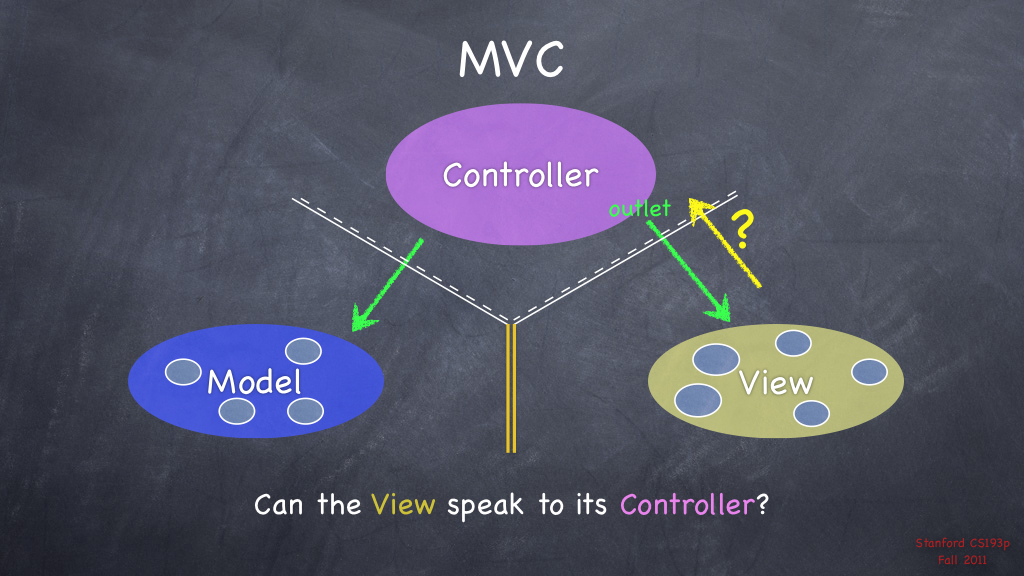 MVC
Controller
outlet
?
Model
View
Can the View speak to its Controller?
Stanford CS193p
Fall 2011